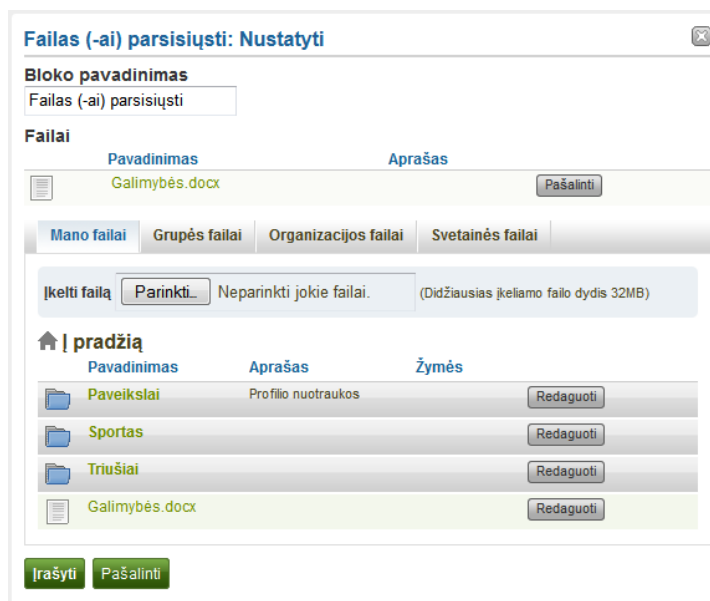 Failas (-ai) parsisiųsti: Nustatyti
Bloko pavadinimas
Failas (-ai) parsisiųsti
Failai
Pavadinimas Aprašas
Galimybės.docx Pašalinti
Mano failai Grupės failai Organizacijos failai Svetainės failai
Įkelti failą Parinkti... Neparinkti jokie failai. (Didžiausias įkeliamo failo dydis 32MB)
Į pradžią
Pavadinimas Aprašas Žymės
Paveikslai Profilio nuotraukos Redaguoti
Sportas Redaguoti
Triušiai Redaguoti
Galimybės.docx Redaguoti
Įrašyti Pašalinti